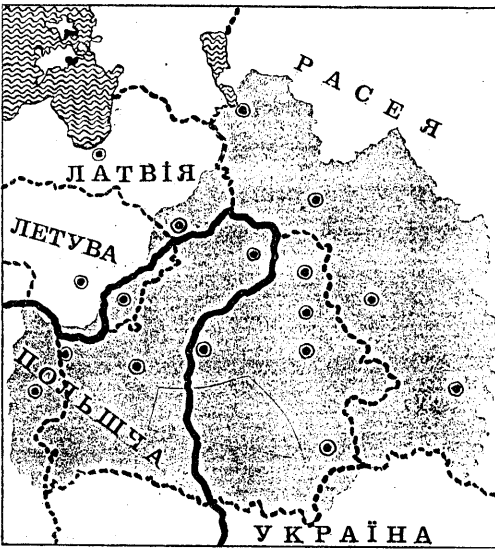 РАСЕЯ
ЛАТВІЯ
ЛЕТУВА
ПОЛЬШЧА
УКРАЇНА